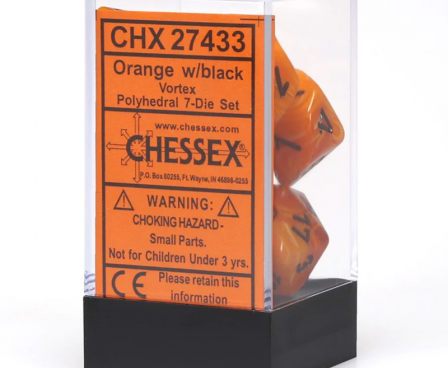 CHX 27433
Orange w/black
Vortex
Polyhedral 7-Die Set
www.chessex.com
CHESSEX®
P.O. Box 80255, Ft. Wayne, IN 46898-0255
WARNING:
CHOKING HAZARD-
Small Parts.
Not for Children Under 3 yrs.
CE Please retain this
information
17